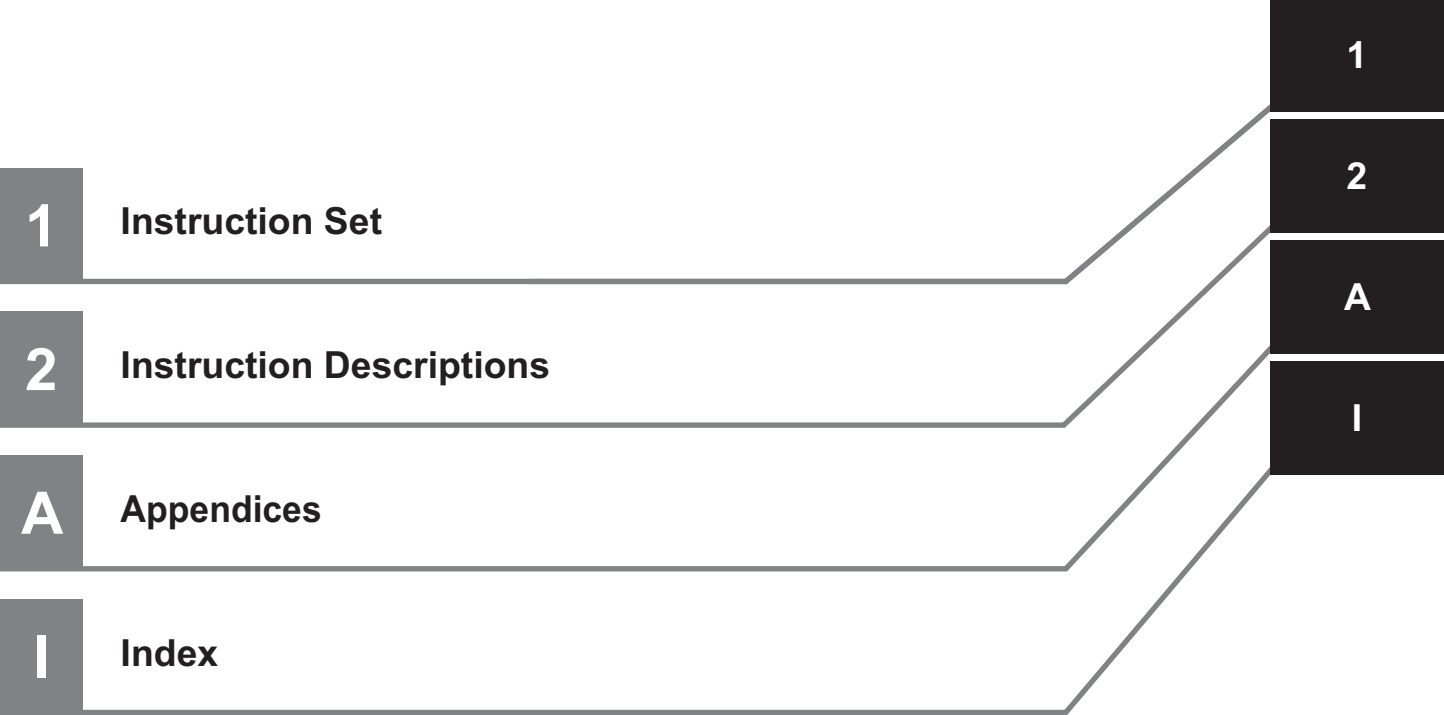 1
2
A
I
1 Instruction Set
2 Instruction Descriptions
A Appendices
I Index